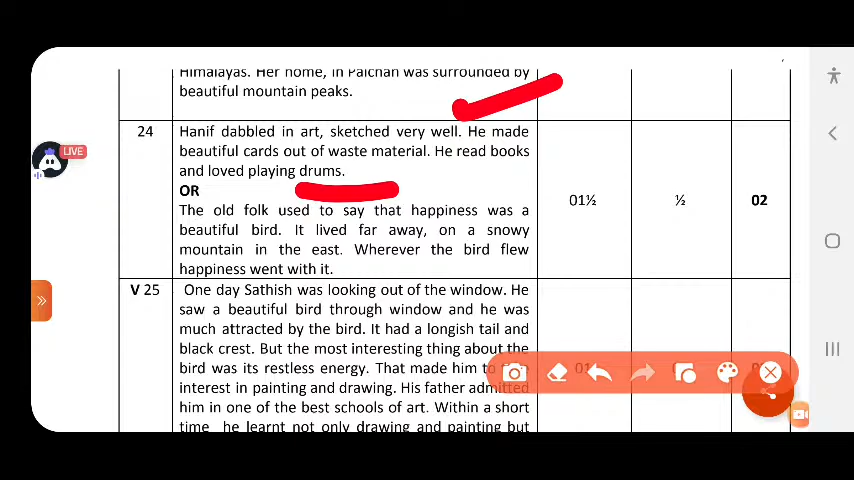 Himalayas. Her home, in Palchan was surrounded by
beautiful mountain peaks.
24
Hanif dabbled in art, sketched very well. He made
beautiful cards out of waste material. He read books
and loved playing drums.
OR
The old folk used to say that happiness was a
beautiful bird. It lived far away, on a snowy
mountain in the east. Wherever the bird flew
happiness went with it.
01½
½
02
LIVE
V 25
One day Sathish was looking out of the window. He
saw a beautiful bird through window and he was
much attracted by the bird. It had a longish tail and
black crest. But the most interesting thing about the
bird was its restless energy. That made him to
interest in painting and drawing. His father admitted
him in one of the best schools of art. Within a short
time he learnt not only drawing and painting but